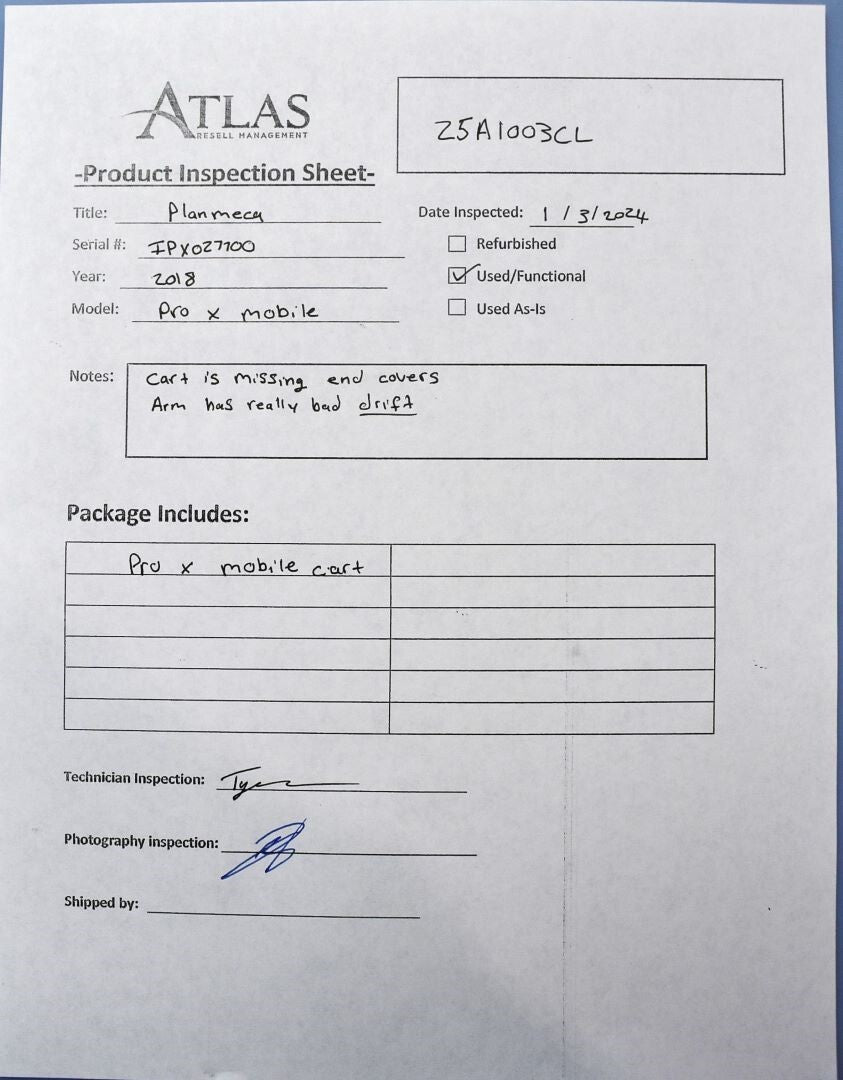 ATLAS
RESELL MANAGEMENT
25A1003CL
-Product Inspection Sheet-
Title: Planmeca
Date Inspected: 1 / 3/2024
Serial #: IPX027100
Refurbished
Year: 2018
Used/Functional
Model: Pro x mobile
Used As-Is
Notes: Cart is missing end covers
Arm has really bad drift
Package Includes:
Pro x mobile cart
Technician Inspection:
Photography inspection:
Shipped by: